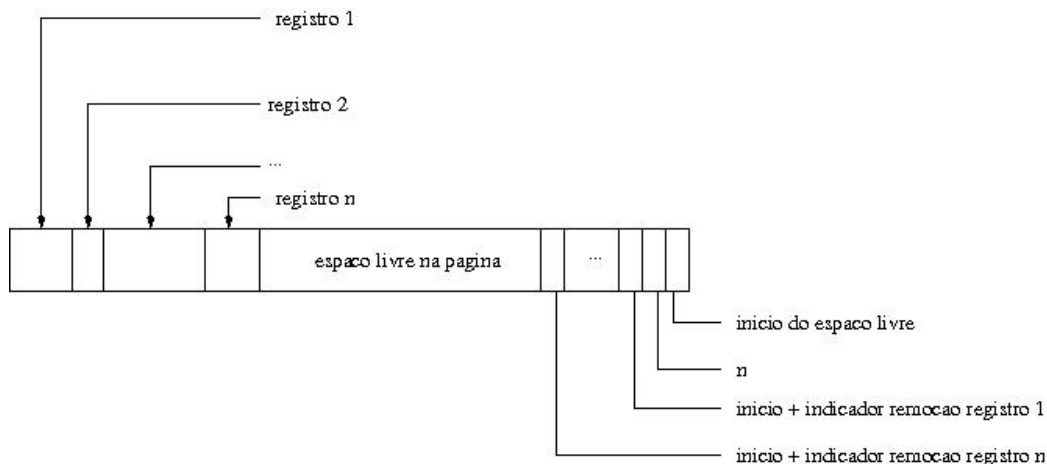 registro 1
registro 2
...
registro n
espaco livre na pagina
...
inicio do espaco livre
n
inicio + indicador remocao registro 1
inicio + indicador remocao registro n